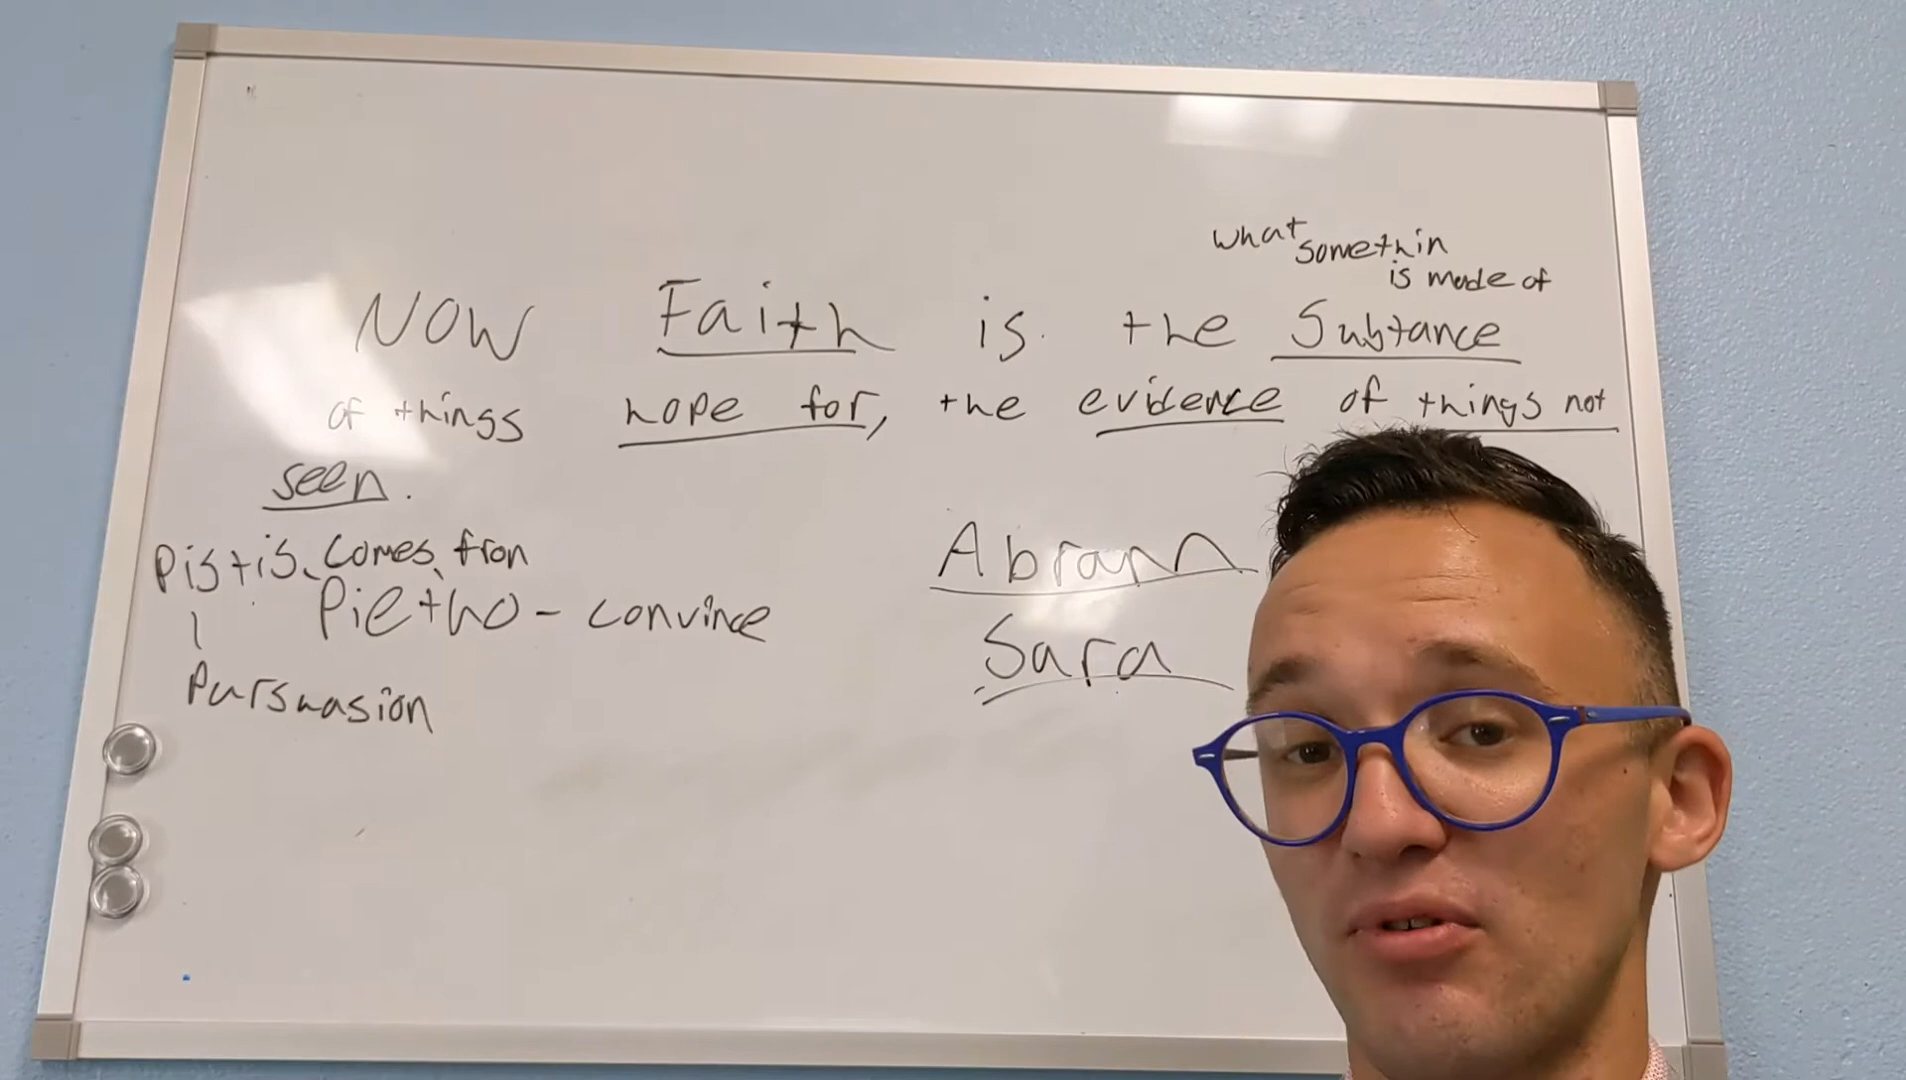 what
somethin
is made of
Now Faith is the Subtance
of things hope for, the evidence of things not
seen.
Pistis comes from
Pietho - convince
Pursuasion
Abram
Sara